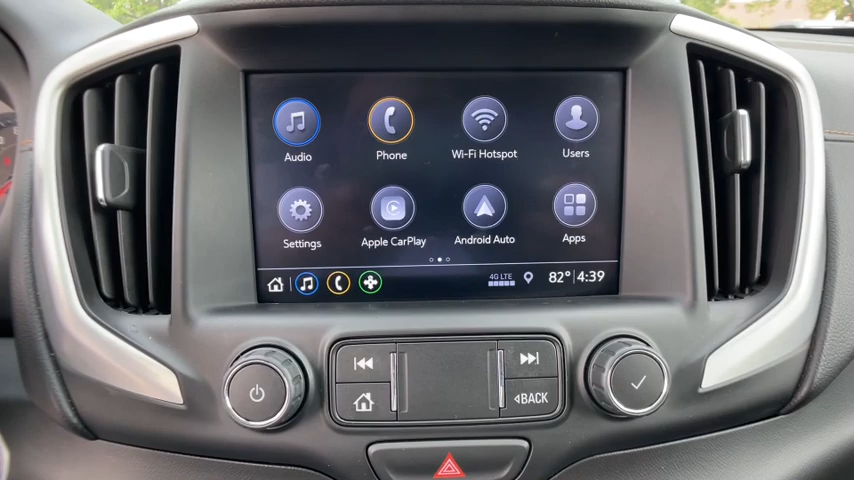 Audio
Phone
Wi-Fi Hotspot
Users
Settings
Apple CarPlay
Android Auto
Apps
4G LTE
82° 4:39
BACK